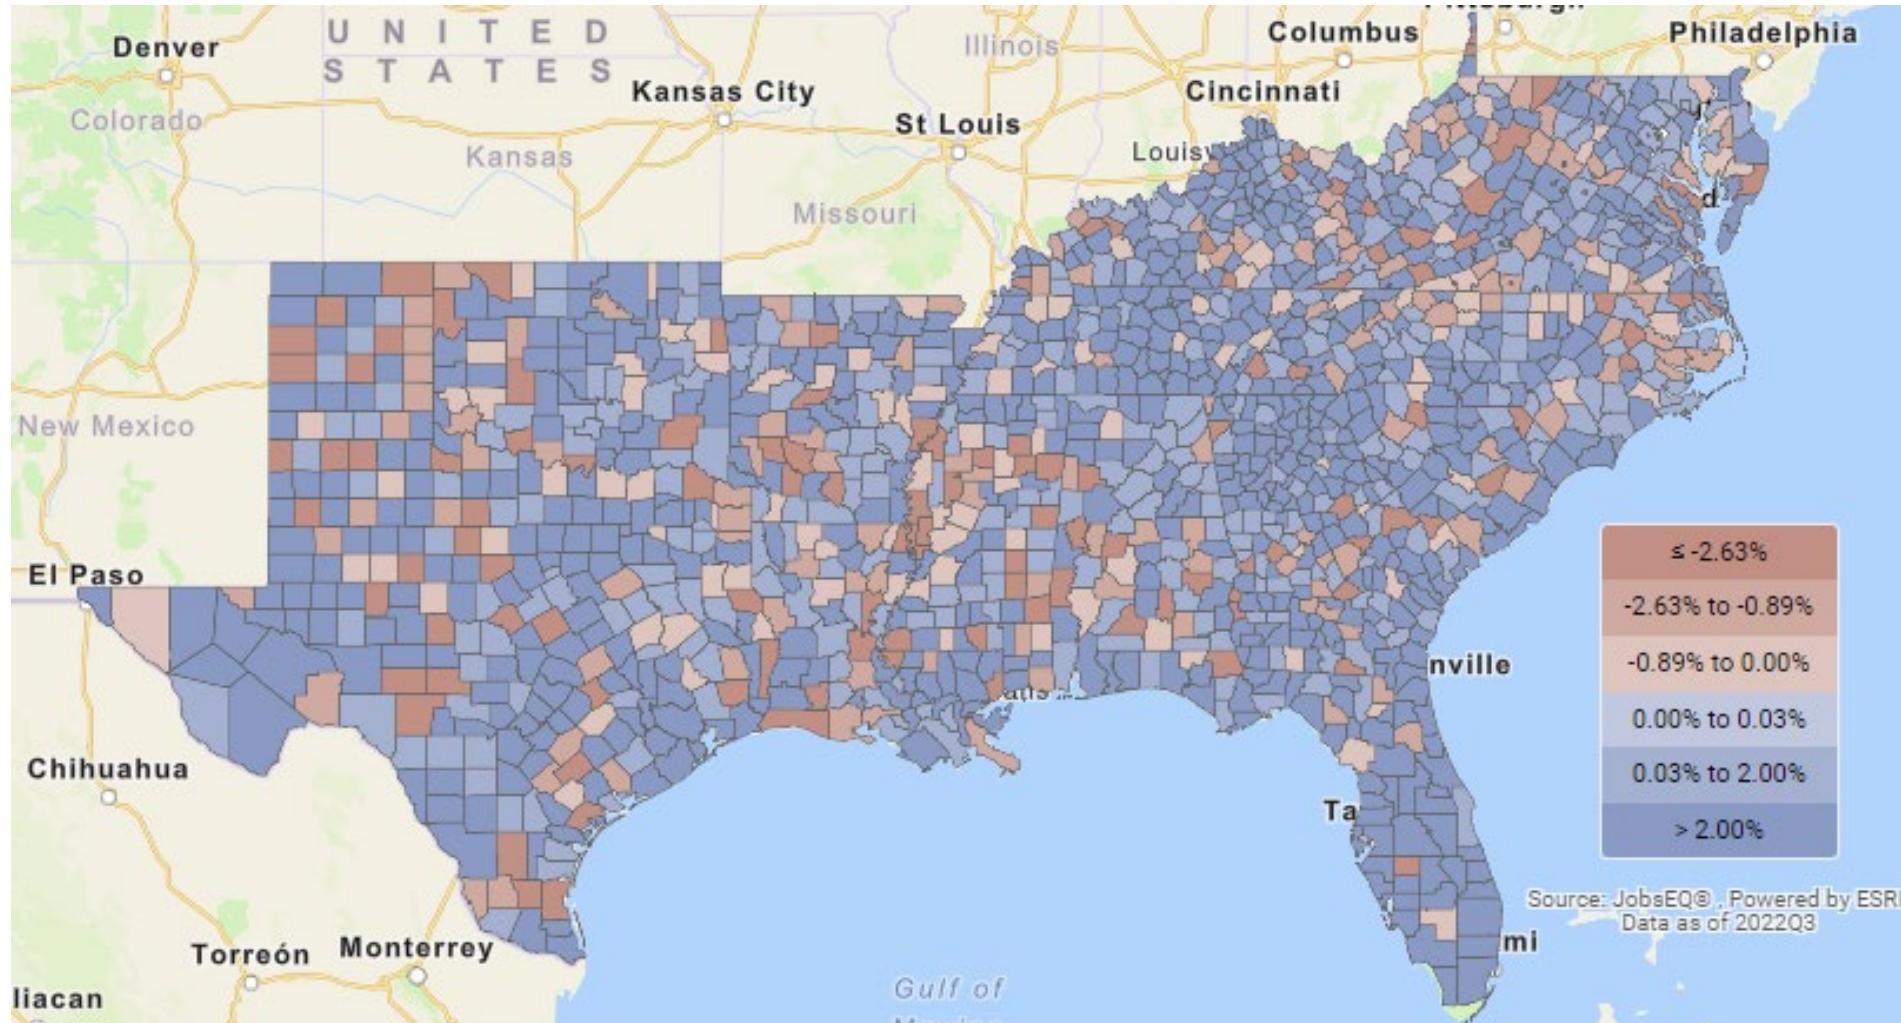 Denver
UNITED
STATES
Illinois
Columbus
Philadelphia
Kansas City
Cincinnati
Colorado
St Louis
Kansas
Louisv
Missouri
d
New Mexico
El Paso
≤ -2.63%
-2.63% to -0.89%
-0.89% to 0.00%
0.00% to 0.03%
0.03% to 2.00%
> 2.00%
nville
Chihuahua
Ta
Source: JobsEQ®, Powered by ESRI
Data as of 2022Q3
mi
Torreón
Monterrey
liacan
Gulf of